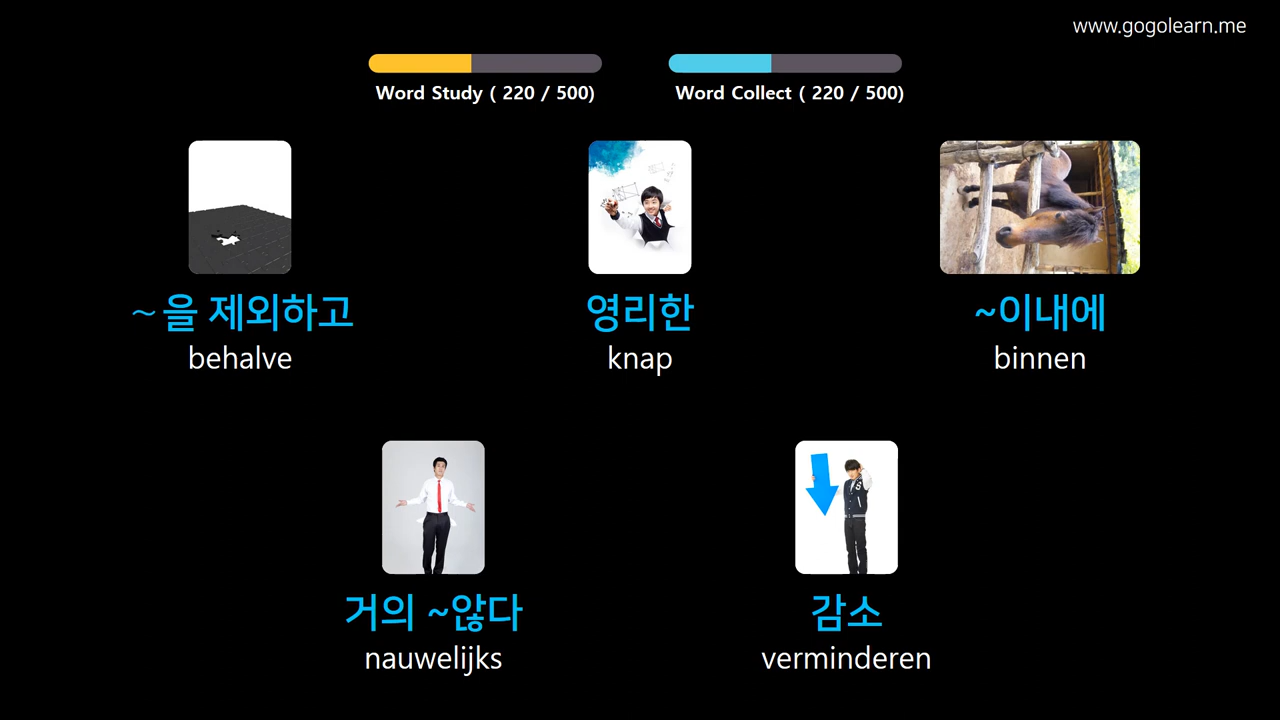 www.gogolearn.me
Word Study ( 220 / 500)
Word Collect ( 220 / 500)
~을 제외하고
behalve
영리한
knap
~이내에
binnen
거의 ~않다
nauwelijks
감소
verminderen